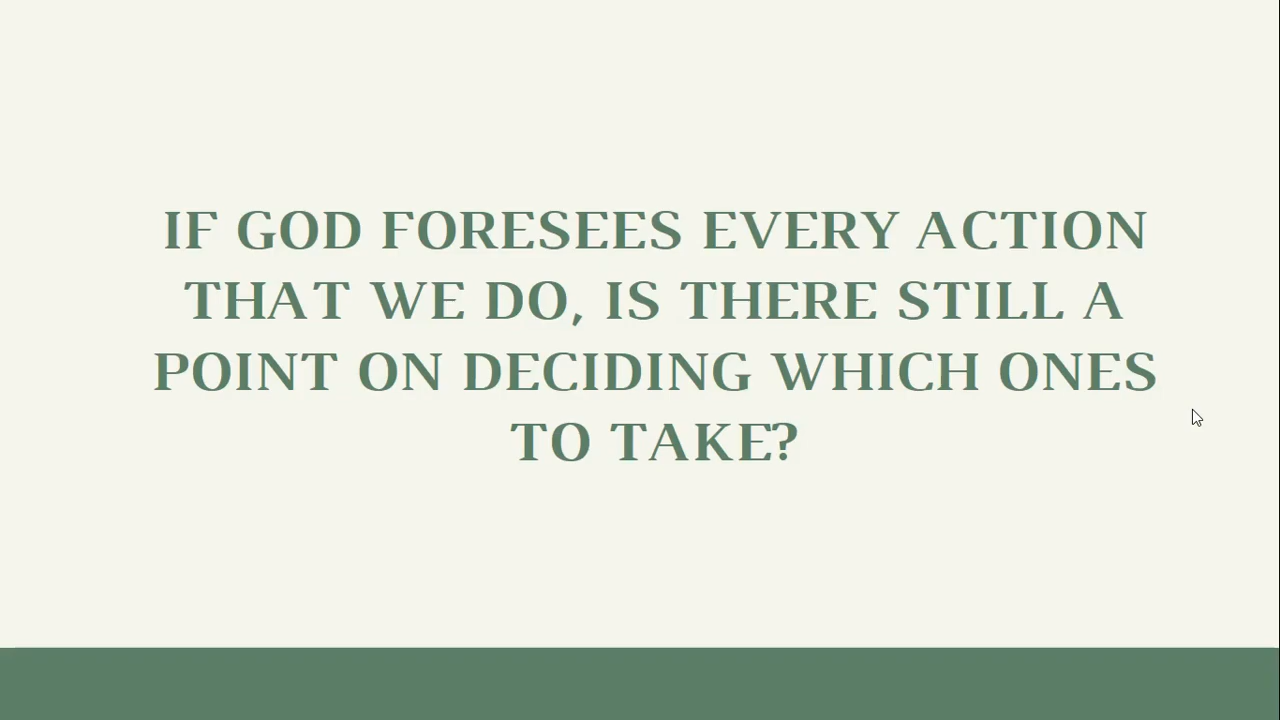 IF GOD FORESEES EVERY ACTION
THAT WE DO, IS THERE STILL A
POINT ON DECIDING WHICH ONES
TO TAKE?